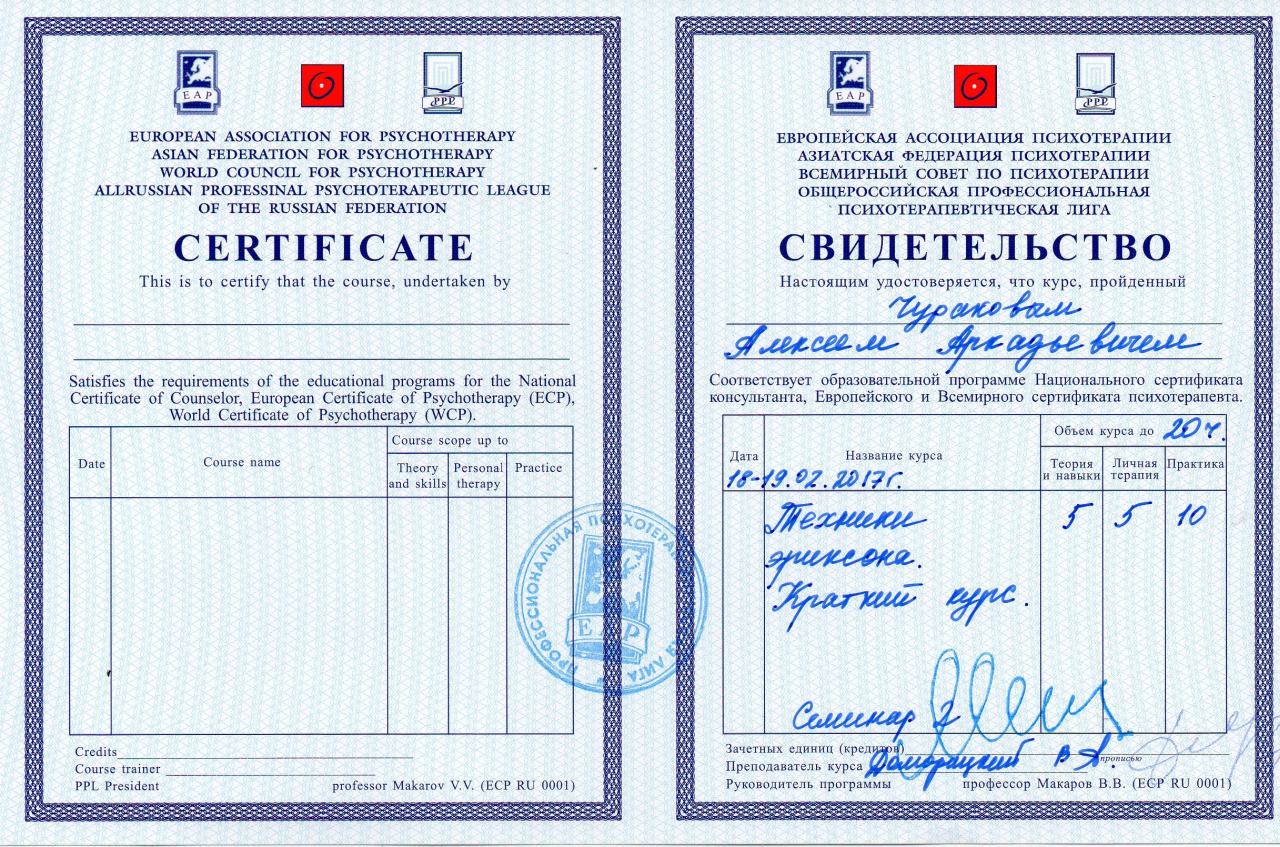 EAP
PPL
EUROPEAN ASSOCIATION FOR PSYCHOTHERAPY
ASIAN FEDERATION FOR PSYCHOTHERAPY
WORLD COUNCIL FOR PSYCHOTHERAPY
ALLRUSSIAN PROFESSINAL PSYCHOTERAPEUTIC LEAGUE
OF THE RUSSIAN FEDERATION
CERTIFICATE
This is to certify that the course, undertaken by
Satisfies the requirements of the educational programs for the National
Certificate of Counselor, European Certificate of Psychotherapy (ECP),
World Certificate of Psychotherapy (WCP).
Date
Course name
Course scope up to
Theory
and skills
Personal
therapy
Practice
Credits
Course trainer
PPL President
professor Makarov V.V. (ECP RU 0001)
ПРОФЕССИОНАЛЬНАЯ ПСИХОТЕРАП
ЛИГА
EAP
EAP
PPL
ЕВРОПЕЙСКАЯ АССОЦИАЦИЯ ПСИХОТЕРАПИИ
АЗИАТСКАЯ ФЕДЕРАЦИЯ ПСИХОТЕРАПИИ
ВСЕМИРНЫЙ СОВЕТ ПО ПСИХОТЕРАПИИ
ОБЩЕРОССИЙСКАЯ ПРОФЕССИОНАЛЬНАЯ
ПСИХОТЕРАПЕВТИЧЕСКАЯ ЛИГА
СВИДЕТЕЛЬСТВО
Настоящим удостоверяется, что курс, пройденный
Чураковым
Алексеем Аркадьевичем
Соответствует образовательной программе Национального сертификата
консультанта, Европейского и Всемирного сертификата психотерапевта.
Дата
Название курса
Объем курса до 20 ч.
Теория
и навыки
Личная
терапия
Практика
18-19.02.2017г.
Техники 5 5 10
эриксона.
Краткий курс.
Семинар 2
Зачетных единиц (кредитов)
прописью
Преподаватель курса Доморацкий В А.
Руководитель программы
профессор Макаров В.В. (ECP RU 0001)